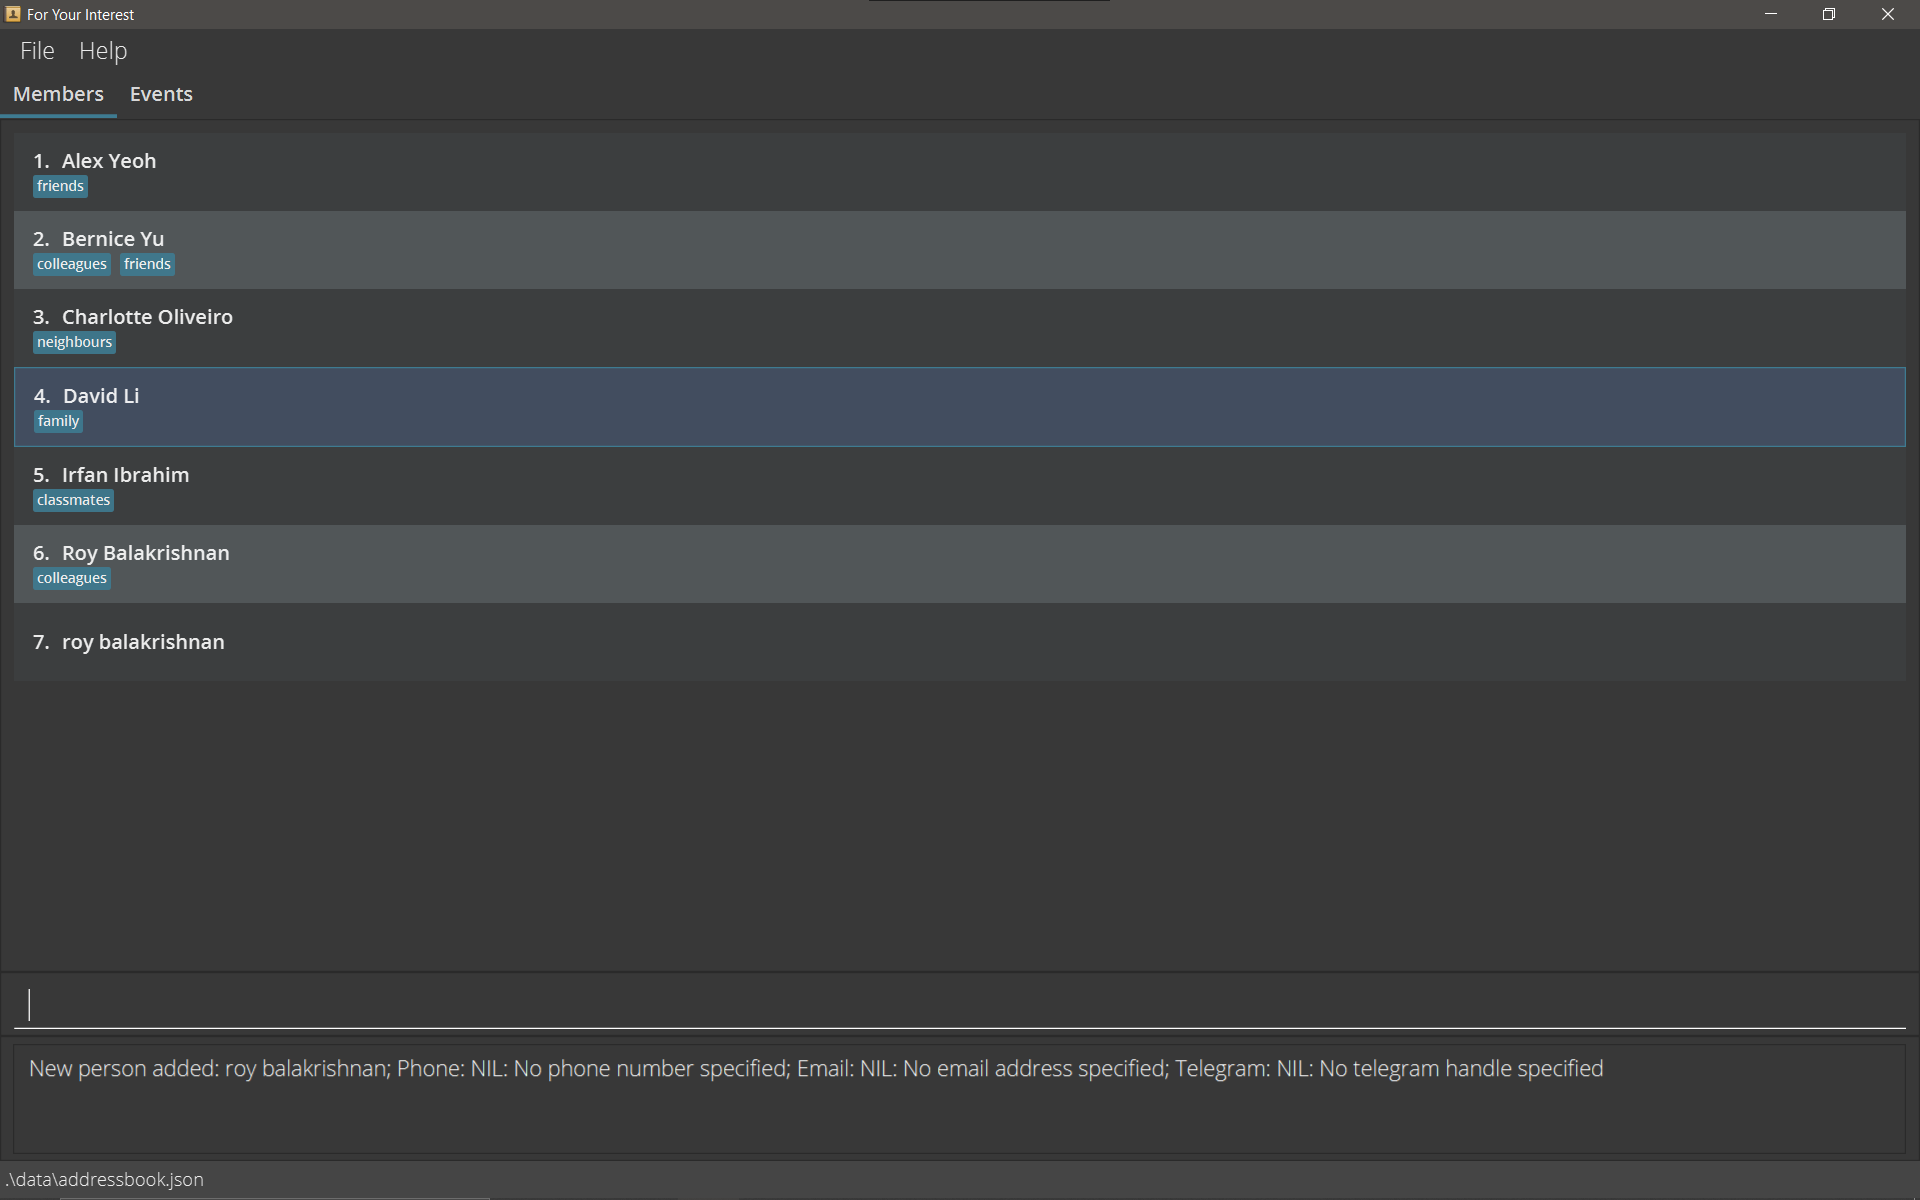 For Your Interest
File Help
Members Events
1. Alex Yeoh
friends
2. Bernice Yu
colleagues friends
3. Charlotte Oliveiro
neighbours
4. David Li
family
5. Irfan Ibrahim
classmates
6. Roy Balakrishnan
colleagues
7. roy balakrishnan
New person added: roy balakrishnan; Phone: NIL: No phone number specified; Email: NIL: No email address specified; Telegram: NIL: No telegram handle specified
.\data\addressbook.json